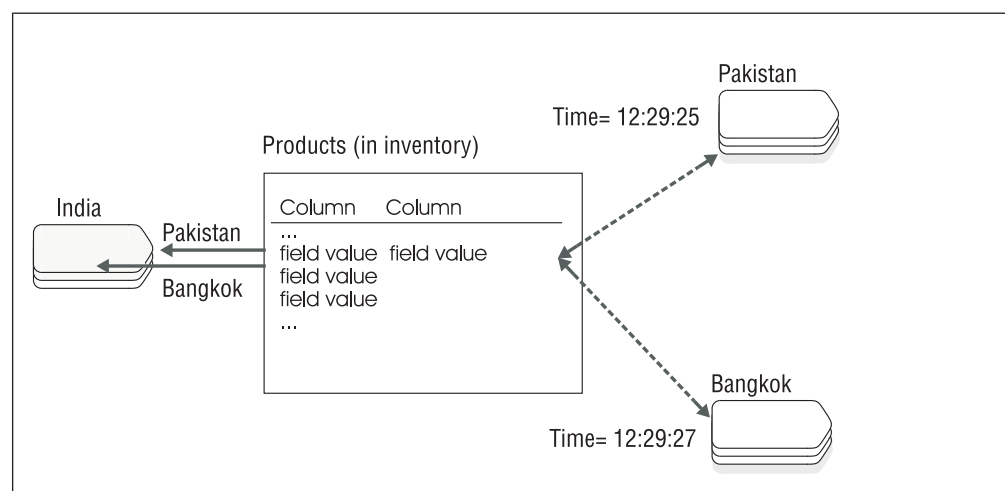 Pakistan
Time= 12:29:25
Products (in inventory)
India
Column Column
Pakistan
...
field value field value
field value
Bangkok
field value
...
Bangkok
Time= 12:29:27